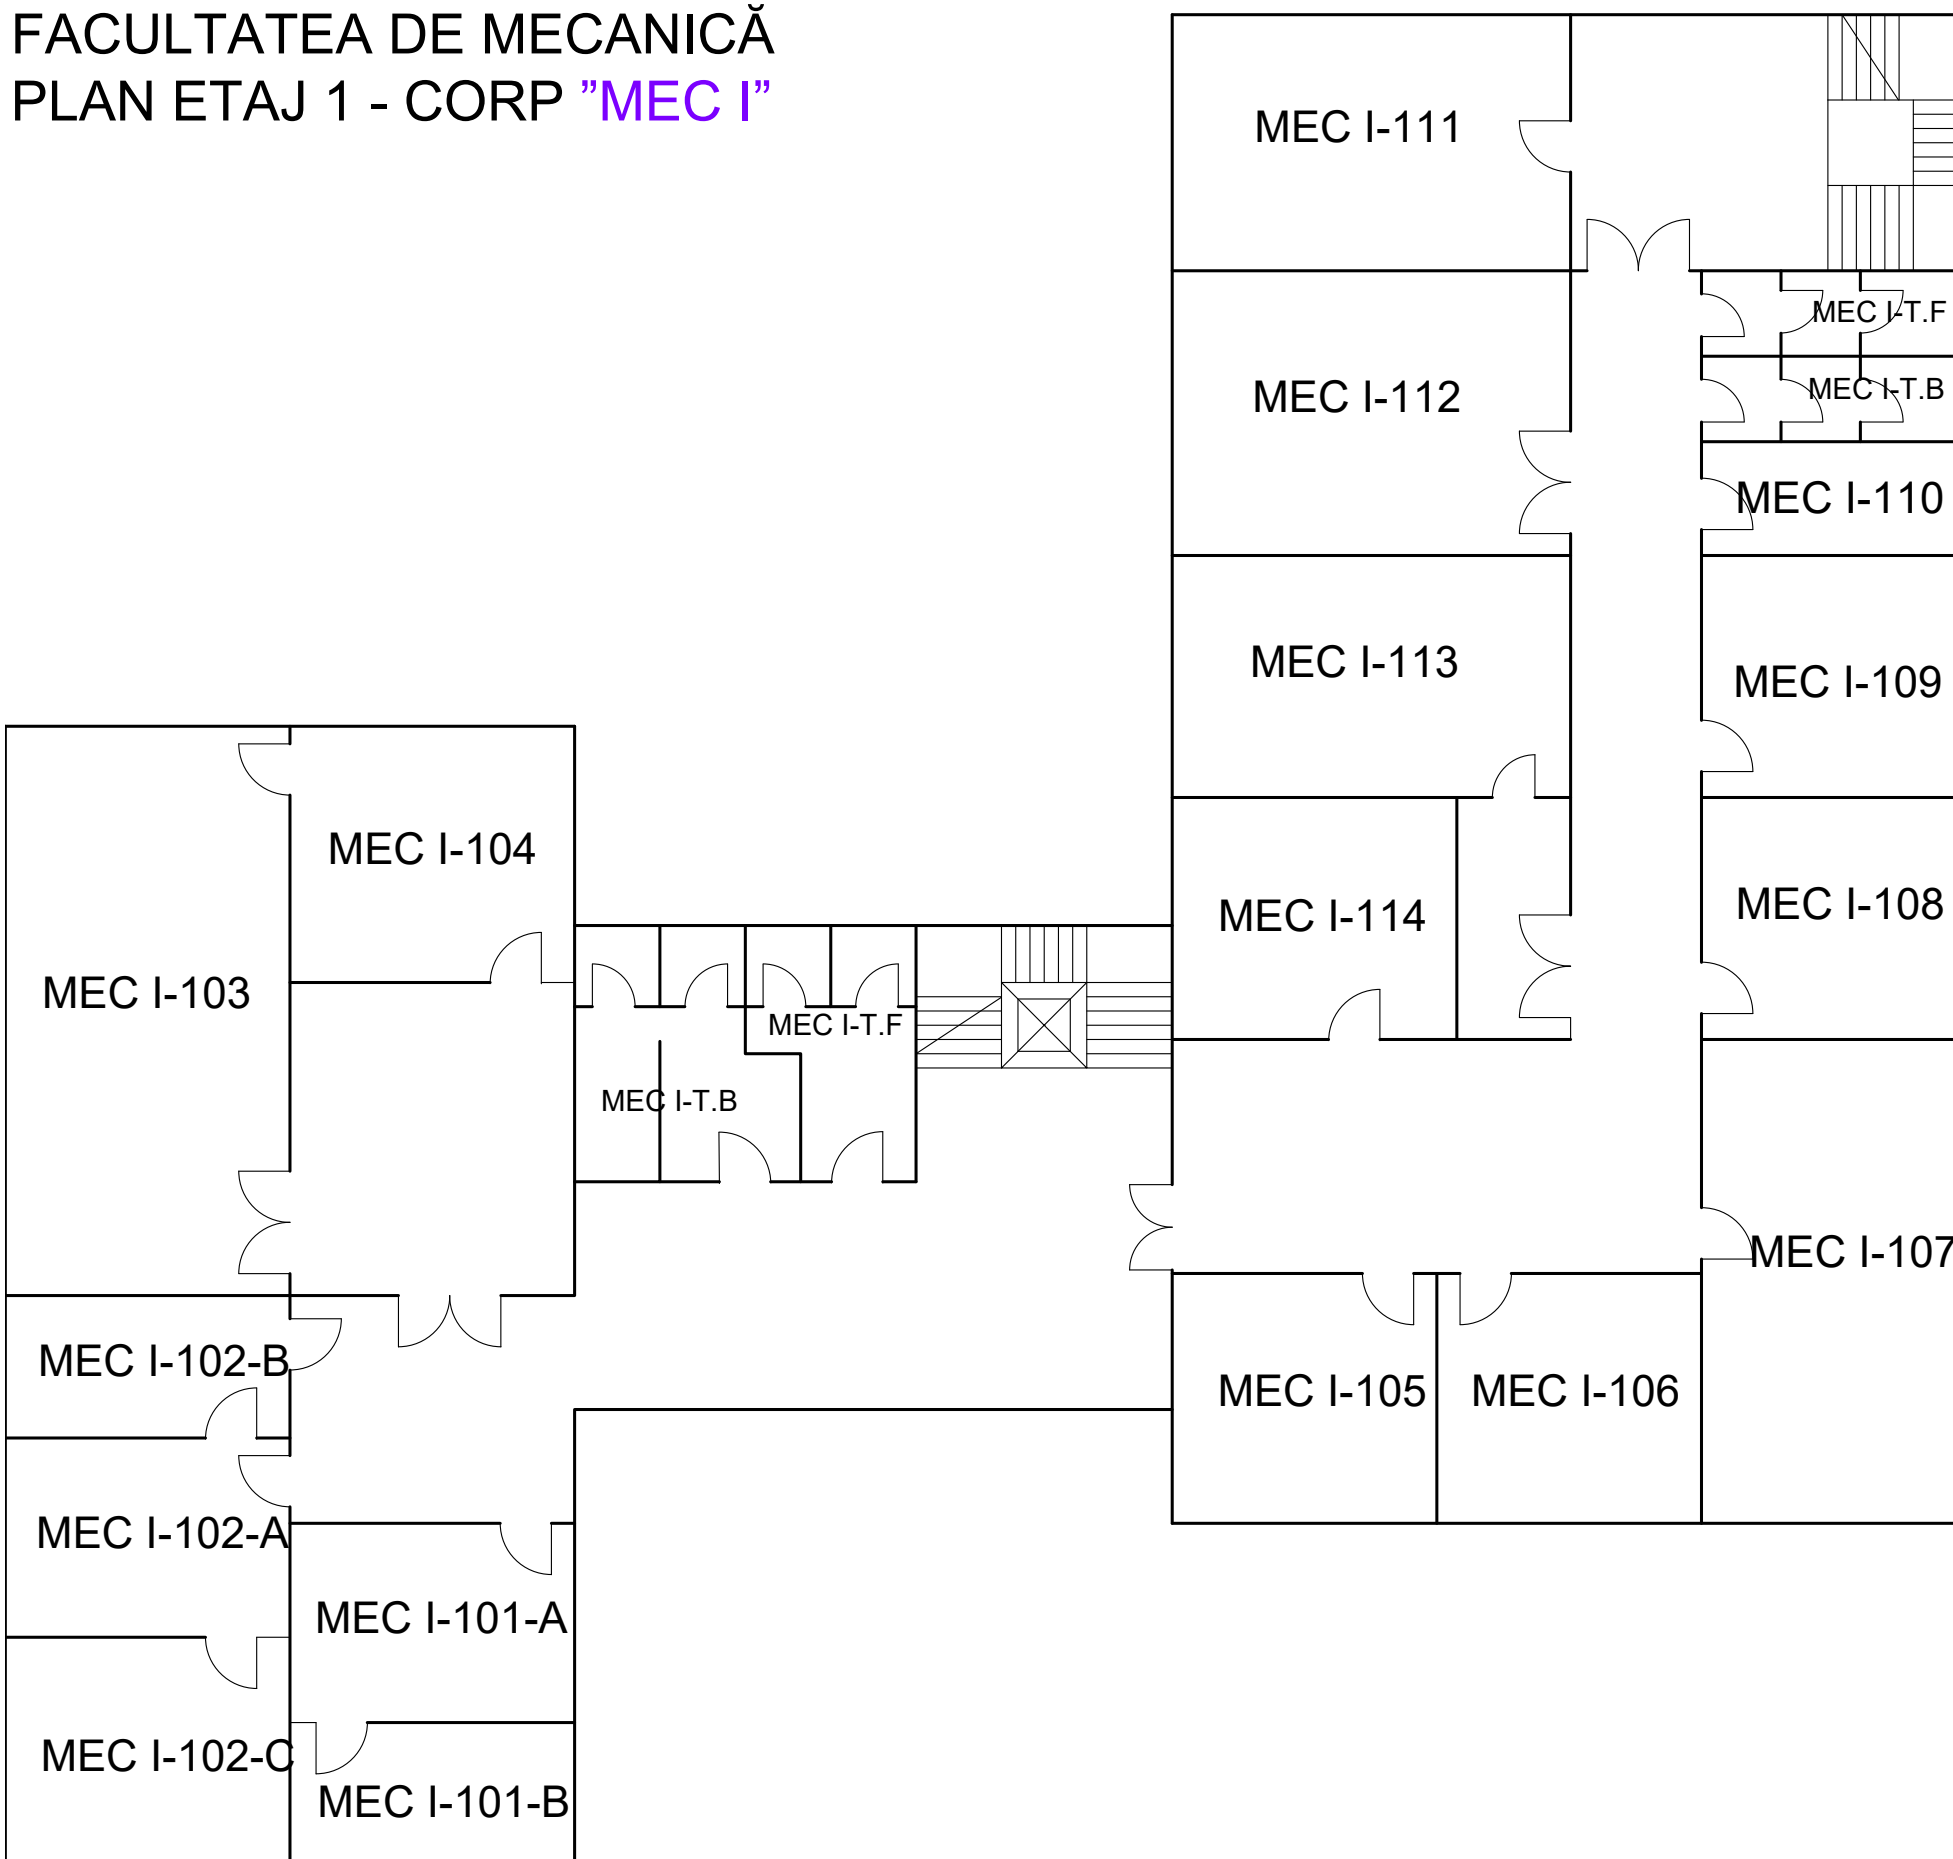 FACULTATEA DE MECANICĂ
PLAN ETAJ 1 - CORP ”MEC I”
MEC I-111
MEC I-T.F
MEC I-T.B
MEC I-112
MEC I-110
MEC I-113
MEC I-109
MEC I-104
MEC I-108
MEC I-114
MEC I-103
MEC I-T.F
MEC I-T.B
MEC I-107
MEC I-102-B
MEC I-105
MEC I-106
MEC I-102-A
MEC I-101-A
MEC I-102-C
MEC I-101-B